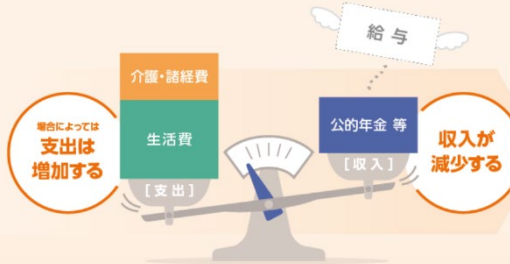 給与
介護・諸経費
生活費
[支出]
場合によっては
支出は
増加する
公的年金 等
[収入]
収入が
減少する